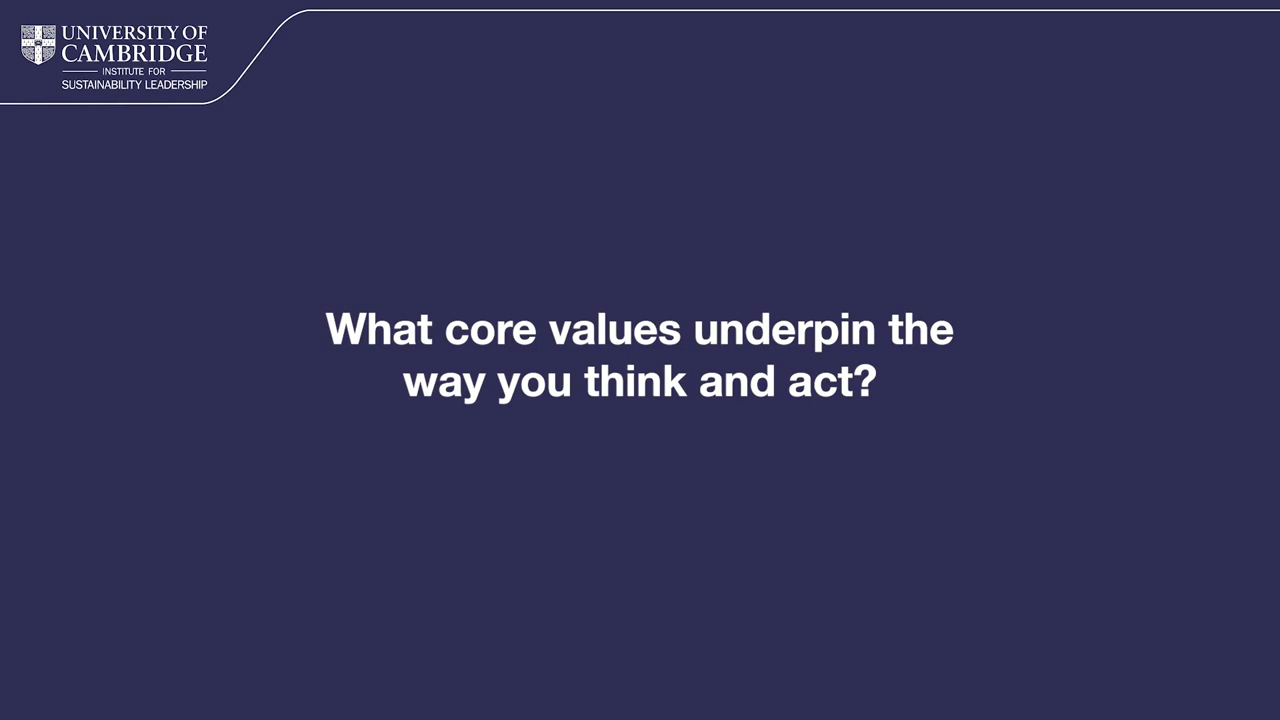 UNIVERSITY OF
CAMBRIDGE
INSTITUTE FOR
SUSTAINABILITY LEADERSHIP
What core values underpin the
way you think and act?